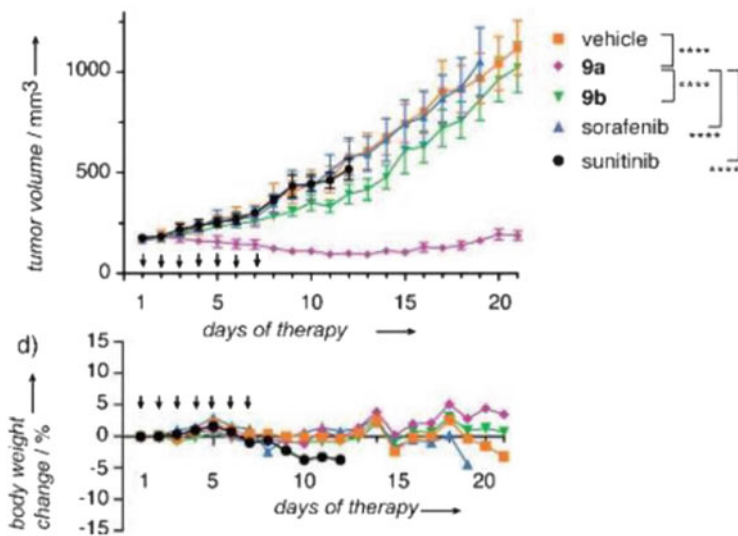 tumor volume / mm3
1000
500
0
1 5 10 15 20
days of therapy
vehicle
9a
9b
sorafenib
sunitinib
****
****
****
****
d)
body weight
change / %
15
10
5
0
-5
-10
-15
1 5 10 15 20
days of therapy